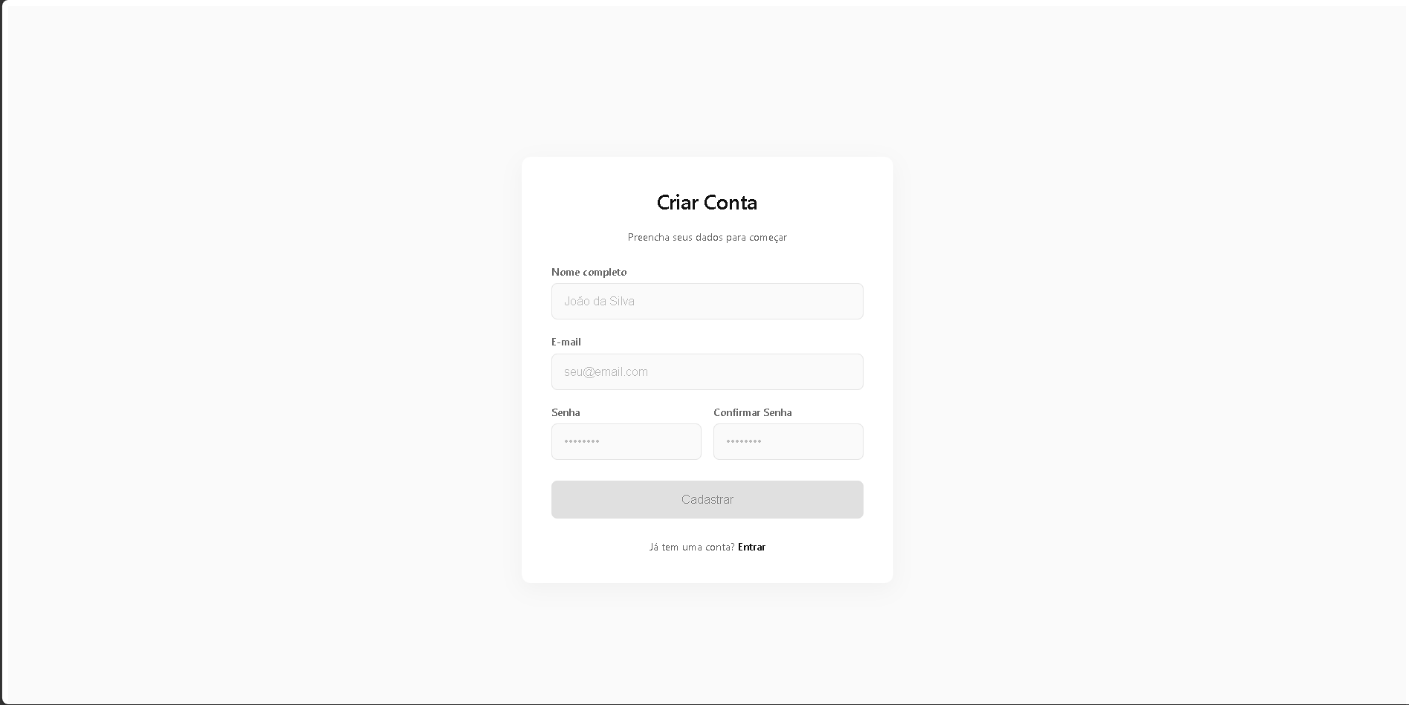 Criar Conta
Preencha seus dados para começar
Nome completo
João da Silva
E-mail
seu@email.com
Senha Confirmar Senha
•••••••• ••••••••
Cadastrar
Já tem uma conta? Entrar